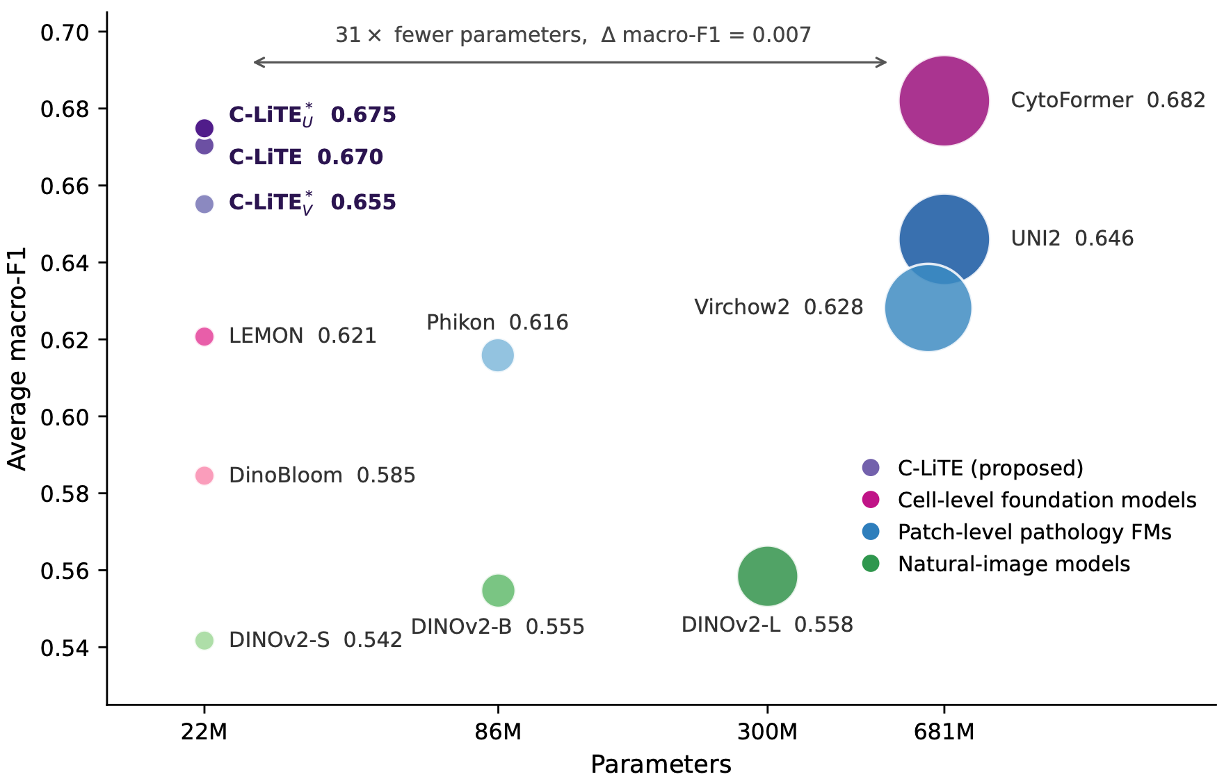 0.70
31 × fewer parameters, Δ macro-F1 = 0.007
0.68
C-LiTE*U 0.675
CytoFormer 0.682
C-LiTE 0.670
0.66
C-LiTE*V 0.655
UNI2 0.646
0.64
Virchow2 0.628
0.62
LEMON 0.621
Phikon 0.616
0.60
0.58
DinoBloom 0.585
C-LiTE (proposed)
Cell-level foundation models
Patch-level pathology FMs
Natural-image models
0.56
0.54
DINOv2-S 0.542
DINOv2-B 0.555
DINOv2-L 0.558
Average macro-F1
22M 86M 300M 681M
Parameters